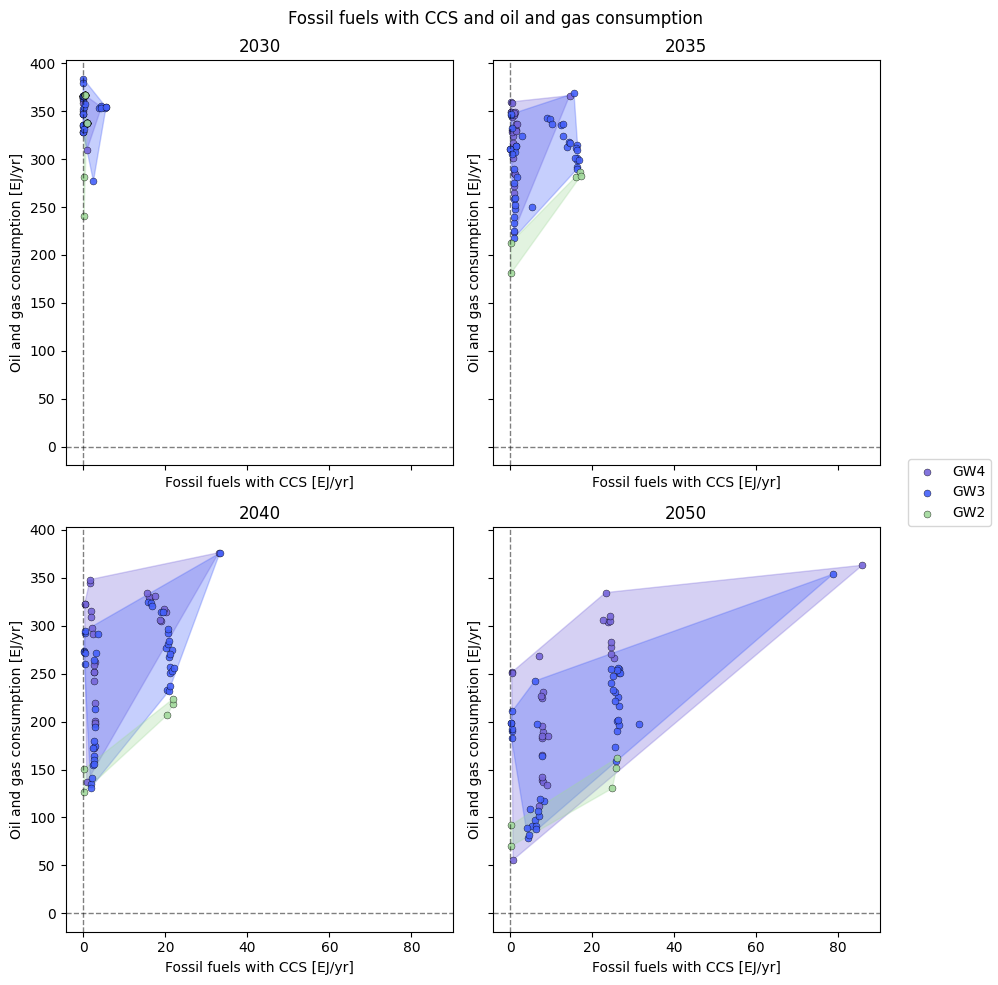 Fossil fuels with CCS and oil and gas consumption
2030
2035
400
350
300
250
200
150
100
50
0
Oil and gas consumption [EJ/yr]
Oil and gas consumption [EJ/yr]
Fossil fuels with CCS [EJ/yr]
Fossil fuels with CCS [EJ/yr]
GW4
GW3
GW2
2040
2050
400
350
300
250
200
150
100
50
0
Oil and gas consumption [EJ/yr]
Oil and gas consumption [EJ/yr]
0 20 40 60 80
0 20 40 60 80
Fossil fuels with CCS [EJ/yr]
Fossil fuels with CCS [EJ/yr]